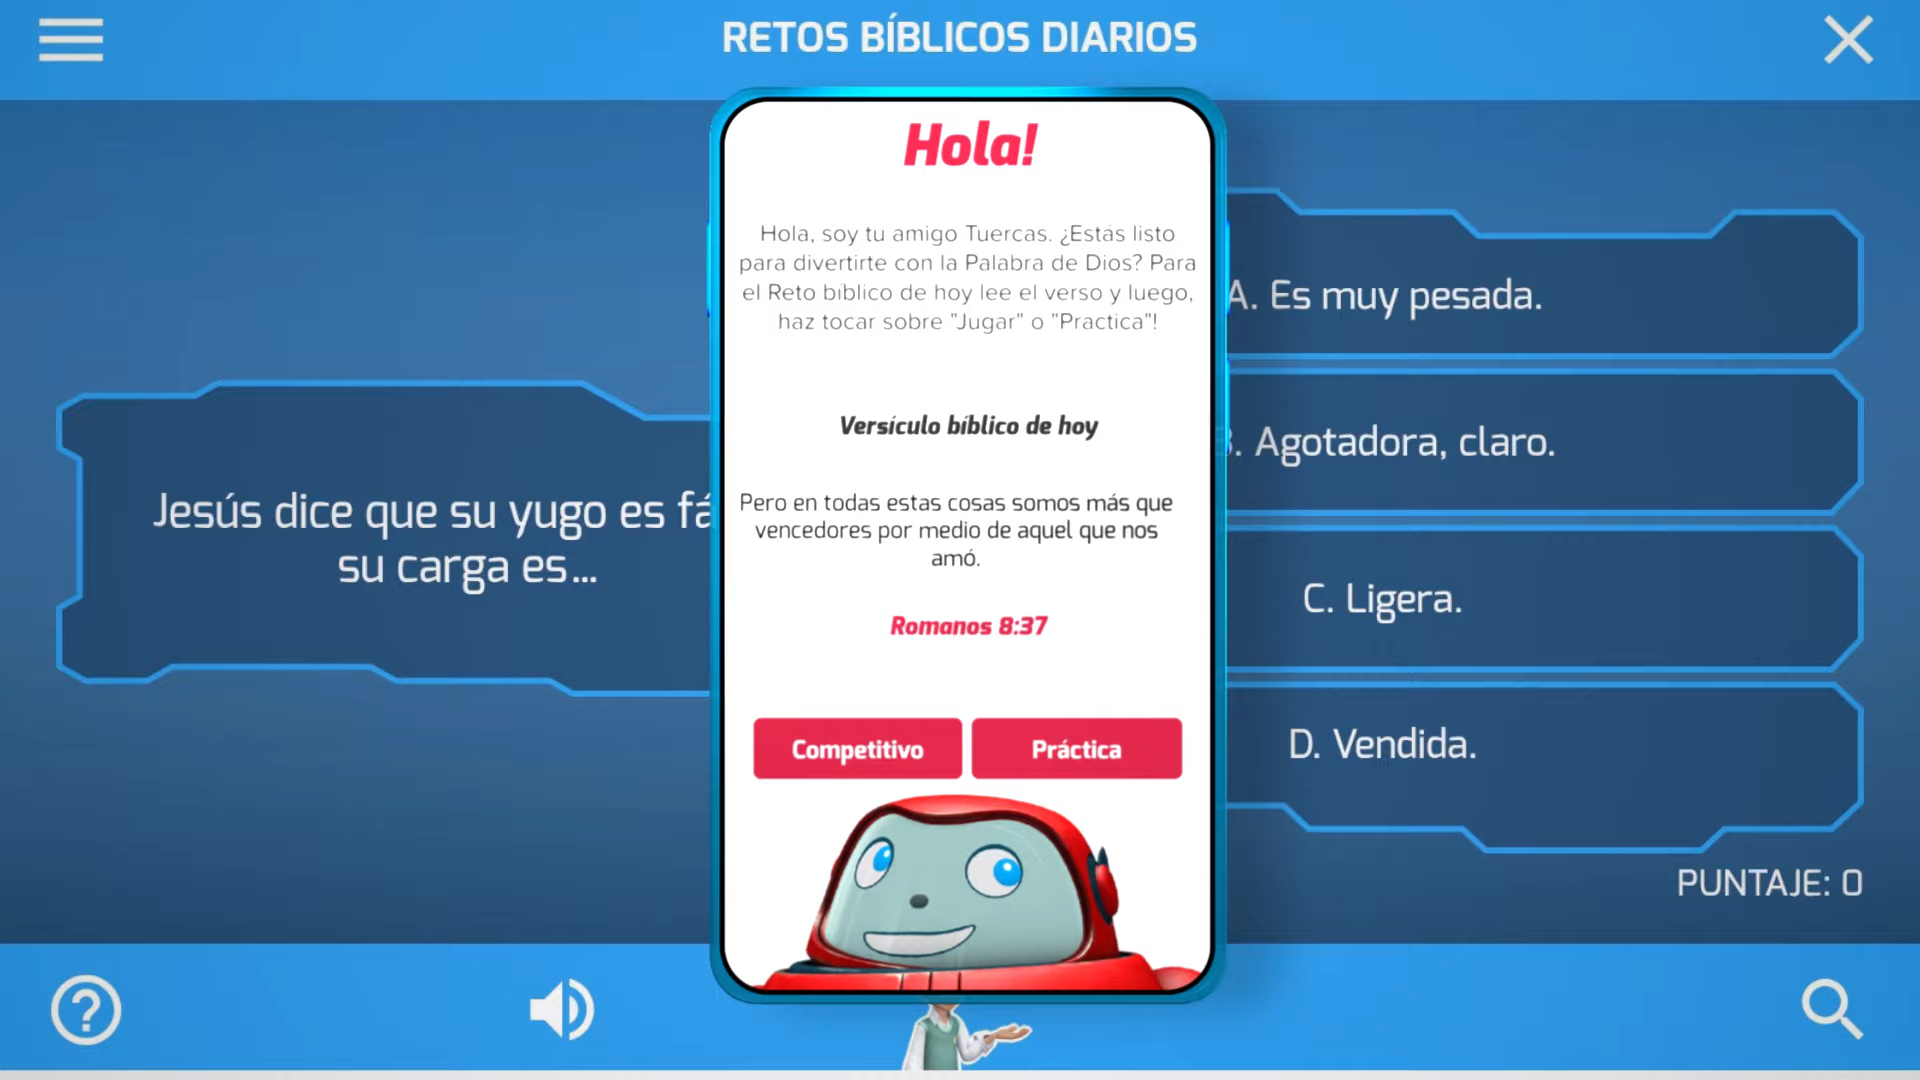 RETOS BÍBLICOS DIARIOS
Hola!
Hola, soy tu amigo Tuercas. ¿Estás listo
para divertirte con la Palabra de Dios? Para
el Reto bíblico de hoy lee el verso y luego,
haz tocar sobre "Jugar" o "Practica"!
Versículo bíblico de hoy
Pero en todas estas cosas somos más que
vencedores por medio de aquel que nos
amó.
Romanos 8:37
Competitivo
Práctica
Jesús dice que su yugo es
su carga es...
A. Es muy pesada.
B. Agotadora, claro.
C. Ligera.
D. Vendida.
PUNTAJE: 0
?